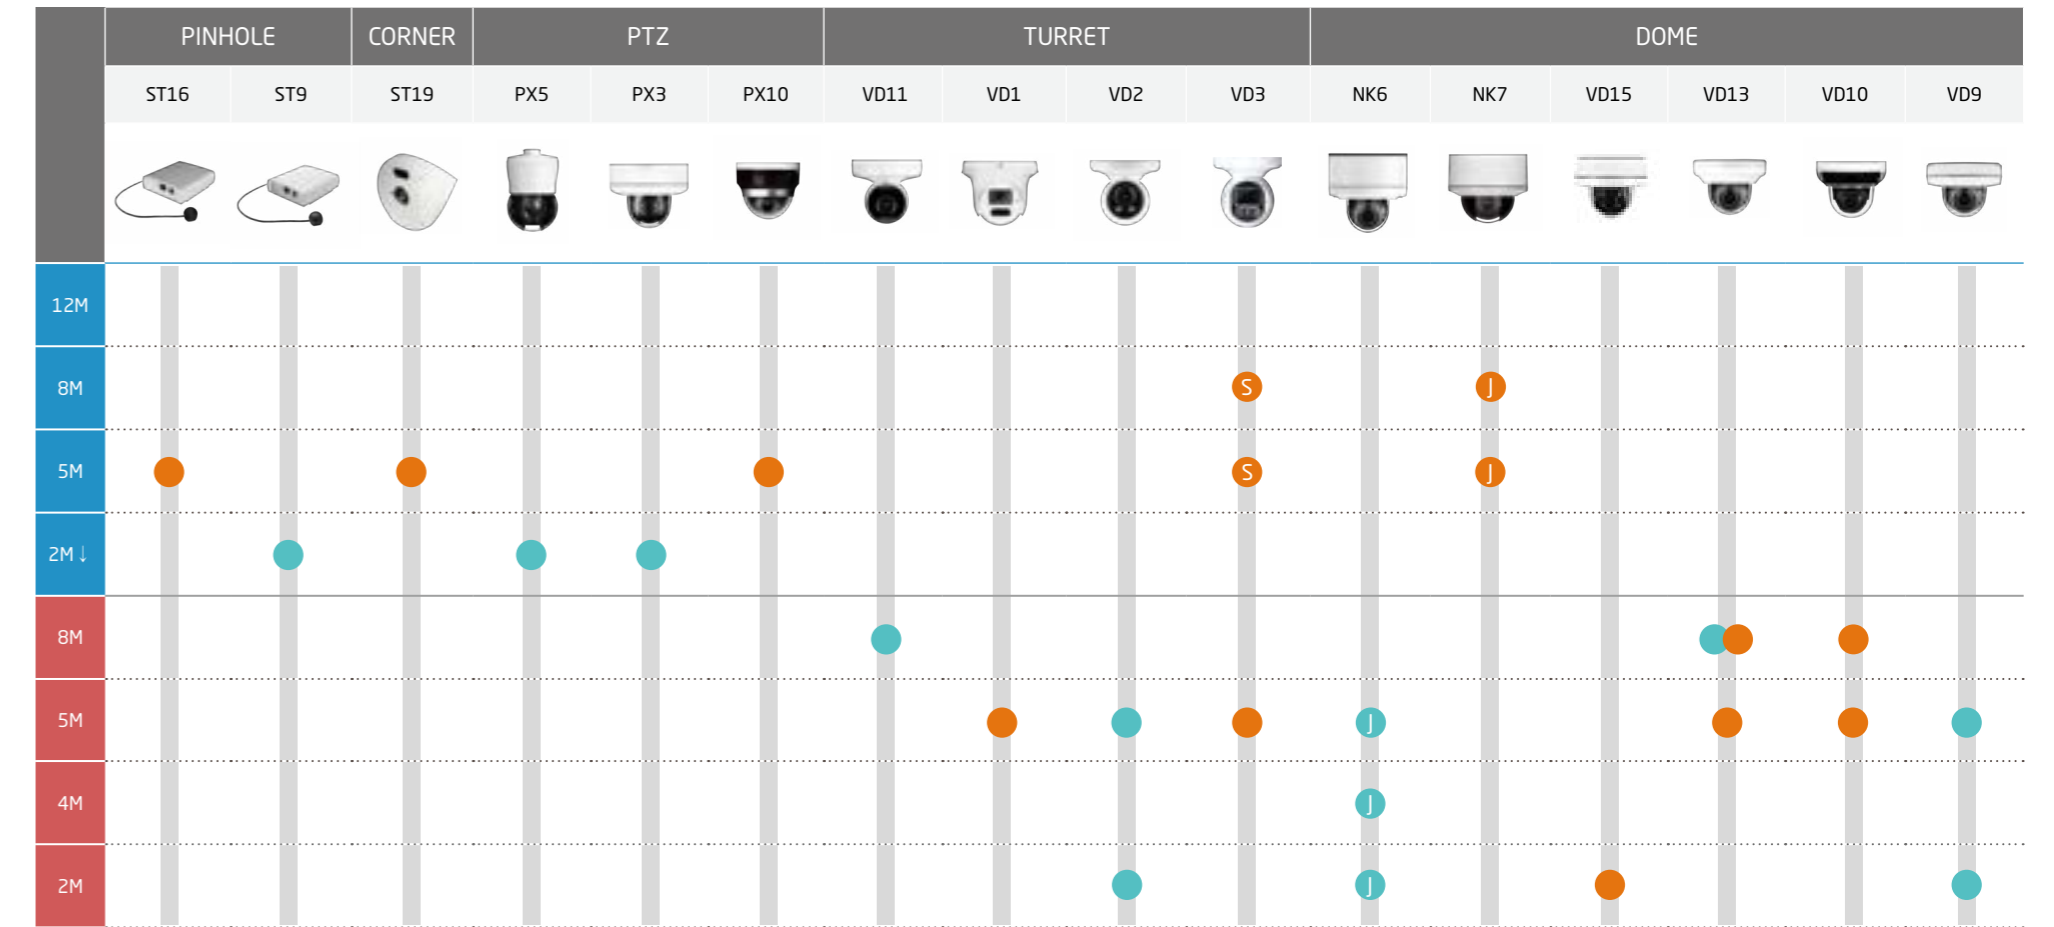 PINHOLE CORNER PTZ TURRET DOME
ST16 ST9 ST19 PX5 PX3 PX10 VD11 VD1 VD2 VD3 NK6 NK7 VD15 VD13 VD10 VD9
12M
8M S J
5M S J
2M ↓
8M
5M J
4M J
2M J